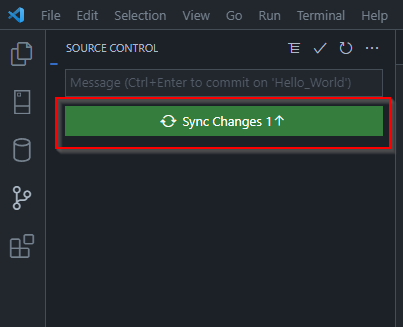 File Edit Selection View Go Run Terminal Help
SOURCE CONTROL
Message (Ctrl+Enter to commit on 'Hello_World')
Sync Changes 1↑